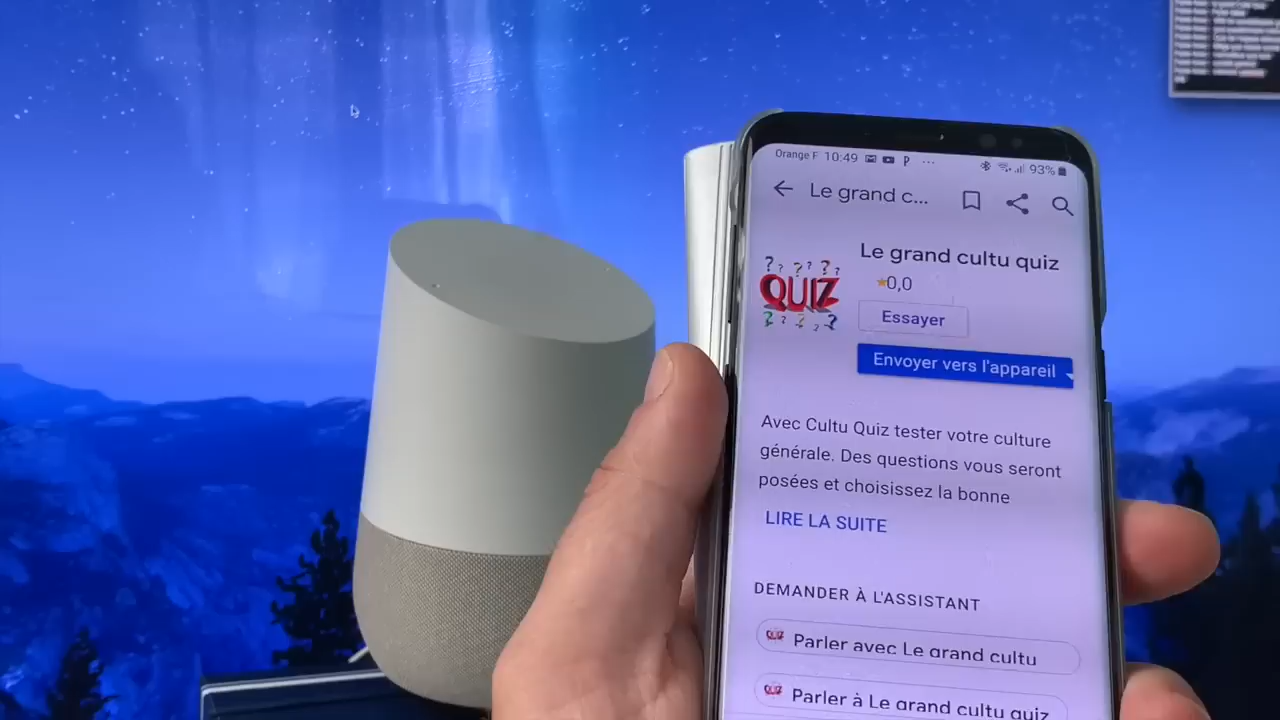 Orange F 10:49 P ... 93%
Le grand c...
Le grand cultu quiz
QUIZ
0,0
Essayer
Envoyer vers l'appareil
Avec Cultu Quiz tester votre culture
générale. Des questions vous seront
posées et choisissez la bonne
LIRE LA SUITE
DEMANDER À L'ASSISTANT
QUIZ Parler avec Le grand cultu
QUIZ Parler à Le grand cultu quiz